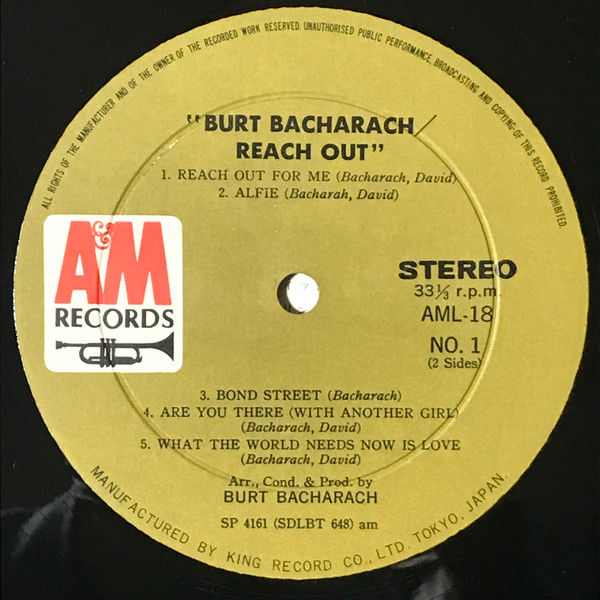 ALL RIGHTS OF THE MANUFACTURER AND OF THE OWNER OF THE RECORDED WORK RESERVED. UNAUTHORISED PUBLIC PERFORMANCE, BROADCASTING AND COPYING OF THIS RECORD PROHIBITED.
"BURT BACHARACH/
REACH OUT"
1. REACH OUT FOR ME (Bacharach, David)
2. ALFIE (Bacharah, David)
A&M
RECORDS
STEREO
33⅓ r.p.m.
AML-18
NO. 1
(2 Sides)
3. BOND STREET (Bacharach)
4. ARE YOU THERE (WITH ANOTHER GIRL)
(Bacharach, David)
5. WHAT THE WORLD NEEDS NOW IS LOVE
(Bacharach, David)
Arr., Cond. & Prod. by
BURT BACHARACH
SP 4161 (SDLBT 648) am
MANUFACTURED BY KING RECORD CO., LTD. TOKYO, JAPAN.